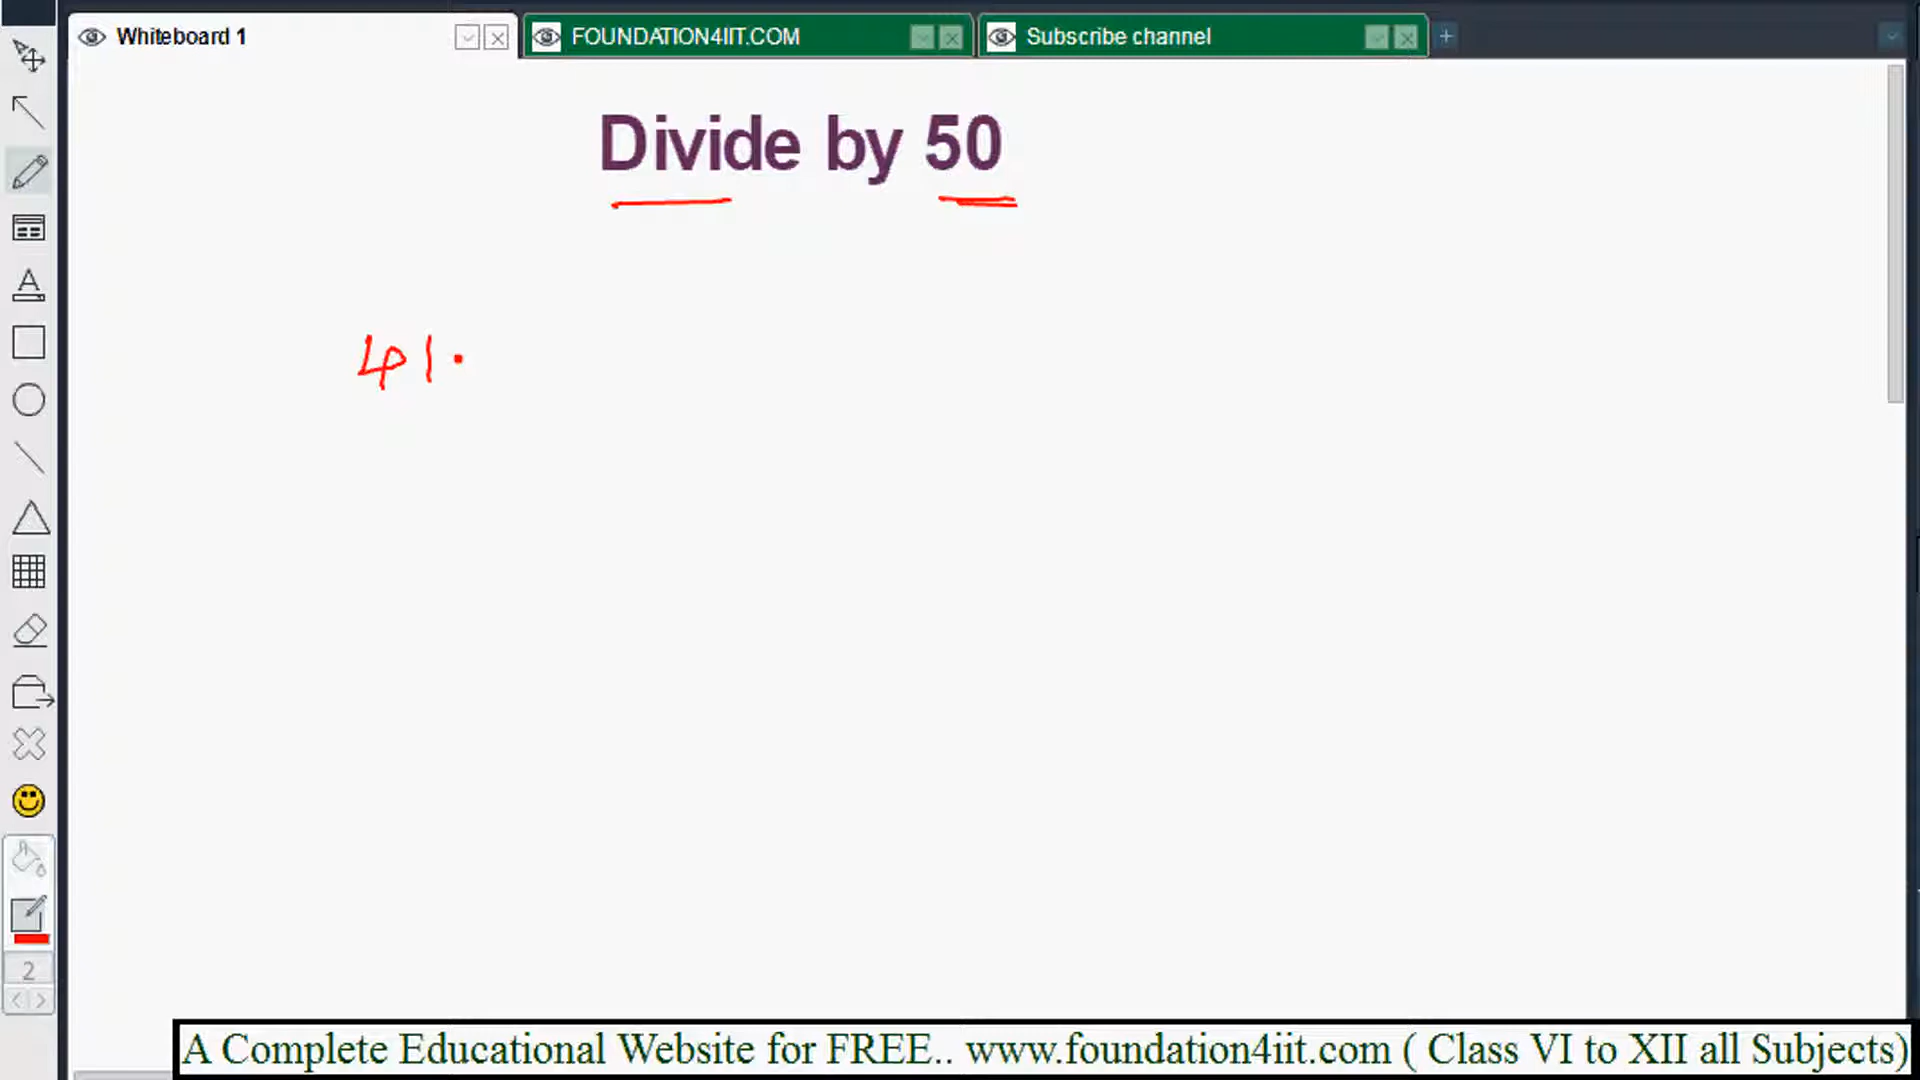 Whiteboard 1
FOUNDATION4IIT.COM
Subscribe channel
Divide by 50
41.
2
A Complete Educational Website for FREE.. www.foundation4iit.com ( Class VI to XII all Subjects)